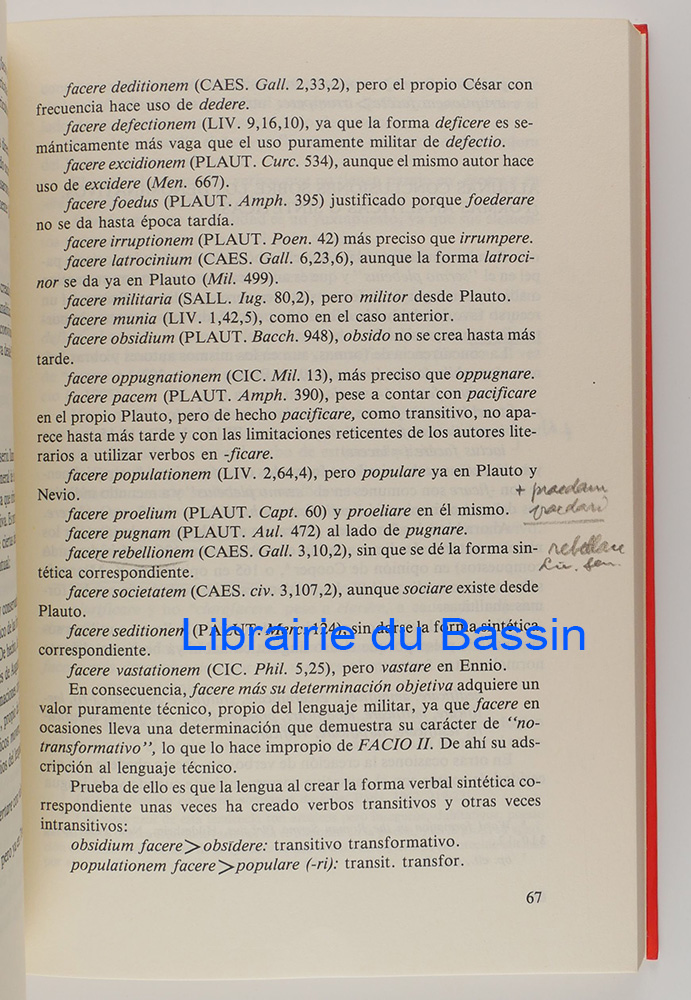 facere deditionem (CAES. Gall. 2,33,2), pero el propio César con
frecuencia hace uso de dedere.
facere defectionem (LIV. 9,16,10), ya que la forma deficere es se-
mánticamente más vaga que el uso puramente militar de defectio.
facere excidionem (PLAUT. Curc. 534), aunque el mismo autor hace
uso de excidere (Men. 667).
facere foedus (PLAUT. Amph. 395) justificado porque foederare
no se da hasta época tardía.
facere irruptionem (PLAUT. Poen. 42) más preciso que irrumpere.
facere latrocinium (CAES. Gall. 6,23,6), aunque la forma latroci-
nor se da ya en Plauto (Mil. 499).
facere militaria (SALL. Iug. 80,2), pero militor desde Plauto.
facere munia (LIV. 1,42,5), como en el caso anterior.
facere obsidium (PLAUT. Bacch. 948), obsido no se crea hasta más
tarde.
facere oppugnationem (CIC. Mil. 13), más preciso que oppugnare.
facere pacem (PLAUT. Amph. 390), pese a contar con pacificare
en el propio Plauto, pero de hecho pacificare, como transitivo, no apa-
rece hasta más tarde y con las limitaciones reticentes de los autores lite-
rarios a utilizar verbos en -ficare.
facere populationem (LIV. 2,64,4), pero populare ya en Plauto y
Nevio.
+ praedam
facere proelium (PLAUT. Capt. 60) y proeliare en él mismo.
praedari
facere pugnam (PLAUT. Aul. 472) al lado de pugnare.
facere rebellionem (CAES. Gall. 3,10,2), sin que se dé la forma sin-
rebellare
tética correspondiente.
Liv. Sen.
facere societatem (CAES. civ. 3,107,2), aunque sociare existe desde
Plauto.
facere seditionem (PALUT. Merc. 124), sin darse la forma sintética
Librairie du Bassin
correspondiente.
facere vastationem (CIC. Phil. 5,25), pero vastare en Ennio.
En consecuencia, facere más su determinación objetiva adquiere un
valor puramente técnico, propio del lenguaje militar, ya que facere en
ocasiones lleva una determinación que demuestra su carácter de “no-
transformativo”, lo que lo hace impropio de FACIO II. De ahí su ads-
cripción al lenguaje técnico.
Prueba de ello es que la lengua al crear la forma verbal sintética co-
rrespondiente unas veces ha creado verbos transitivos y otras veces
intransitivos:
obsidium facere>obsīdere: transitivo transformativo.
populationem facere>populare (-ri): transit. transfor.
67